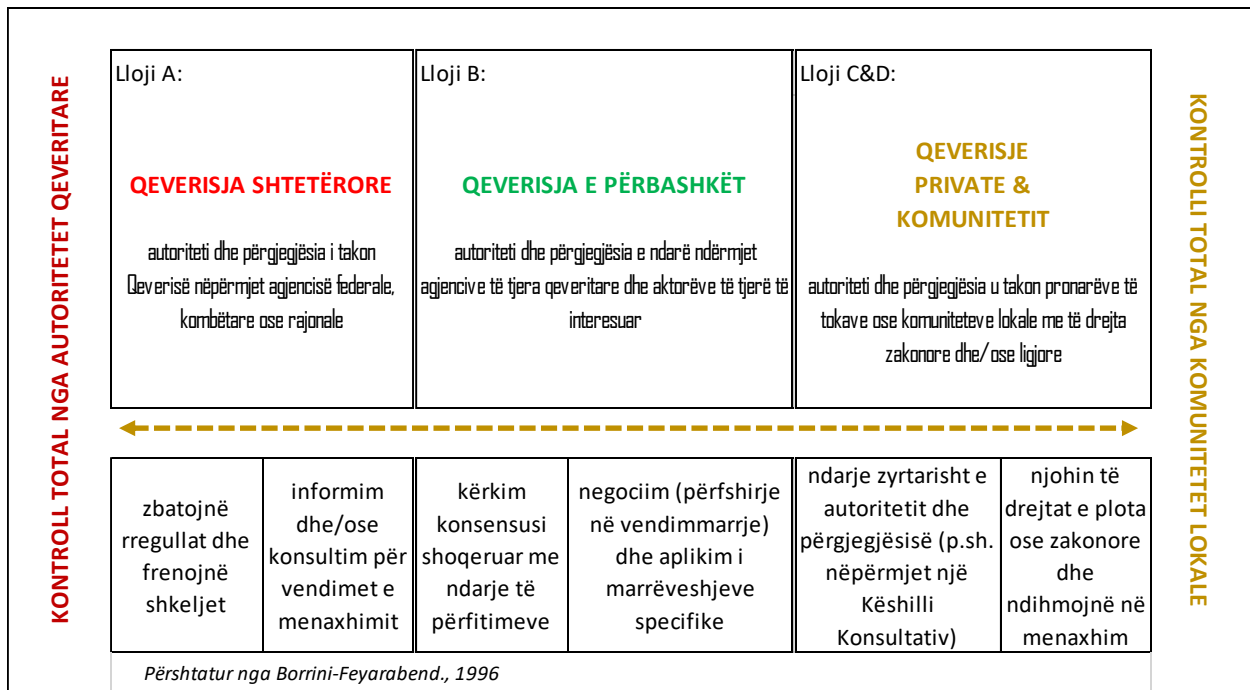 KONTROLL TOTAL NGA AUTORITETET QEVERITARE
Lloji A:
QEVERISJA SHTETËRORE
autoriteti dhe përgjegjësia i takon
Qeverisë nëpërmjet agjencisë federale,
kombëtare ose rajonale
Lloji B:
QEVERISJA E PËRBASHKËT
autoriteti dhe përgjegjësia e ndarë ndërmjet
agjencive të tjera qeveritare dhe aktorëve të tjerë të
interesuar
Lloji C&D:
QEVERISJE
PRIVATE &
KOMUNITETIT
autoriteti dhe përgjegjësia u takon pronarëve të
tokave ose komuniteteve lokale me të drejta
zakonore dhe/ose ligjore
KONTROLLI TOTAL NGA KOMUNITETET LOKALE
zbatojnë
rregullat dhe
frenojnë
shkeljet
informim
dhe/ose
konsultim për
vendimet e
menaxhimit
kërkim
konsensusi
shoqeruar me
ndarje të
përfitimeve
negociim (përfshirje
në vendimmarrje)
dhe aplikim i
marrëveshjeve
specifike
ndarje zyrtarisht e
autoritetit dhe
përgjegjësisë (p.sh.
nëpërmjet një
Këshilli
Konsultativ)
njohin të
drejtat e plota
ose zakonore
dhe
ndihmojnë në
menaxhim
Përshtatur nga Borrini-Feyarabend., 1996